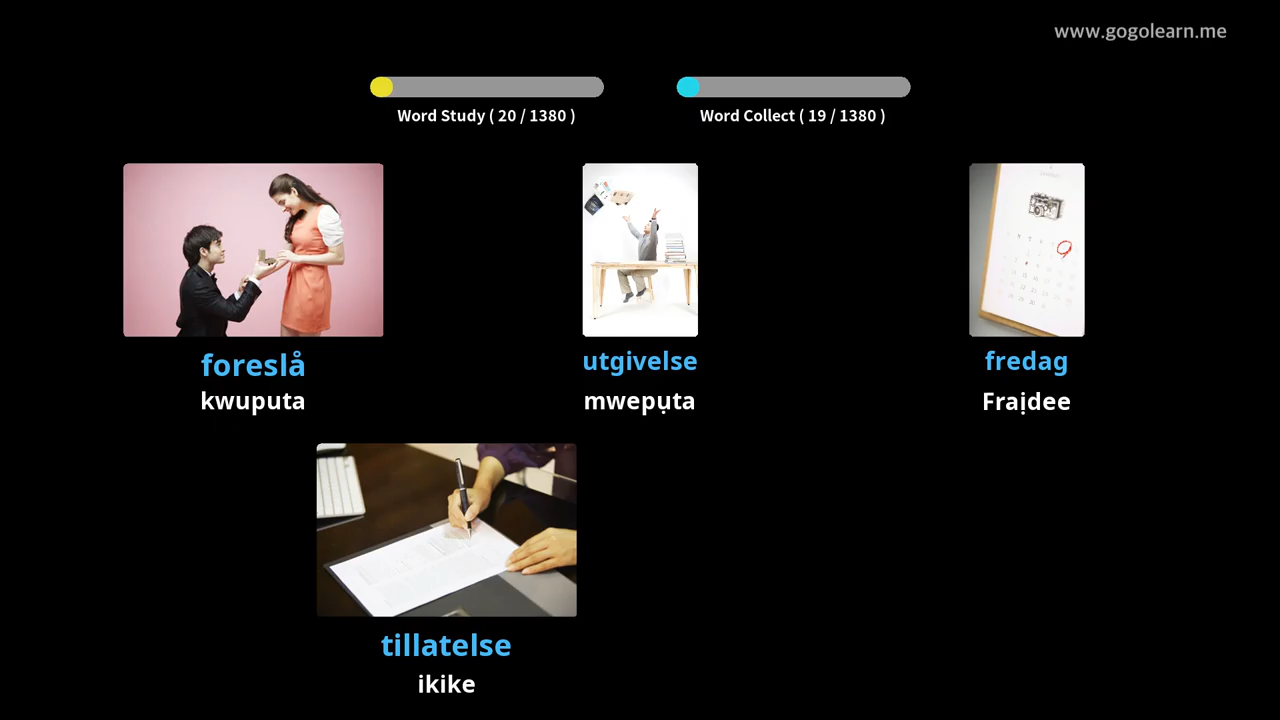 www.gogolearn.me
Word Study ( 20 / 1380 )
Word Collect ( 19 / 1380 )
foreslå
kwuputa
utgivelse
mwepụta
fredag
Fraịdee
tillatelse
ikike